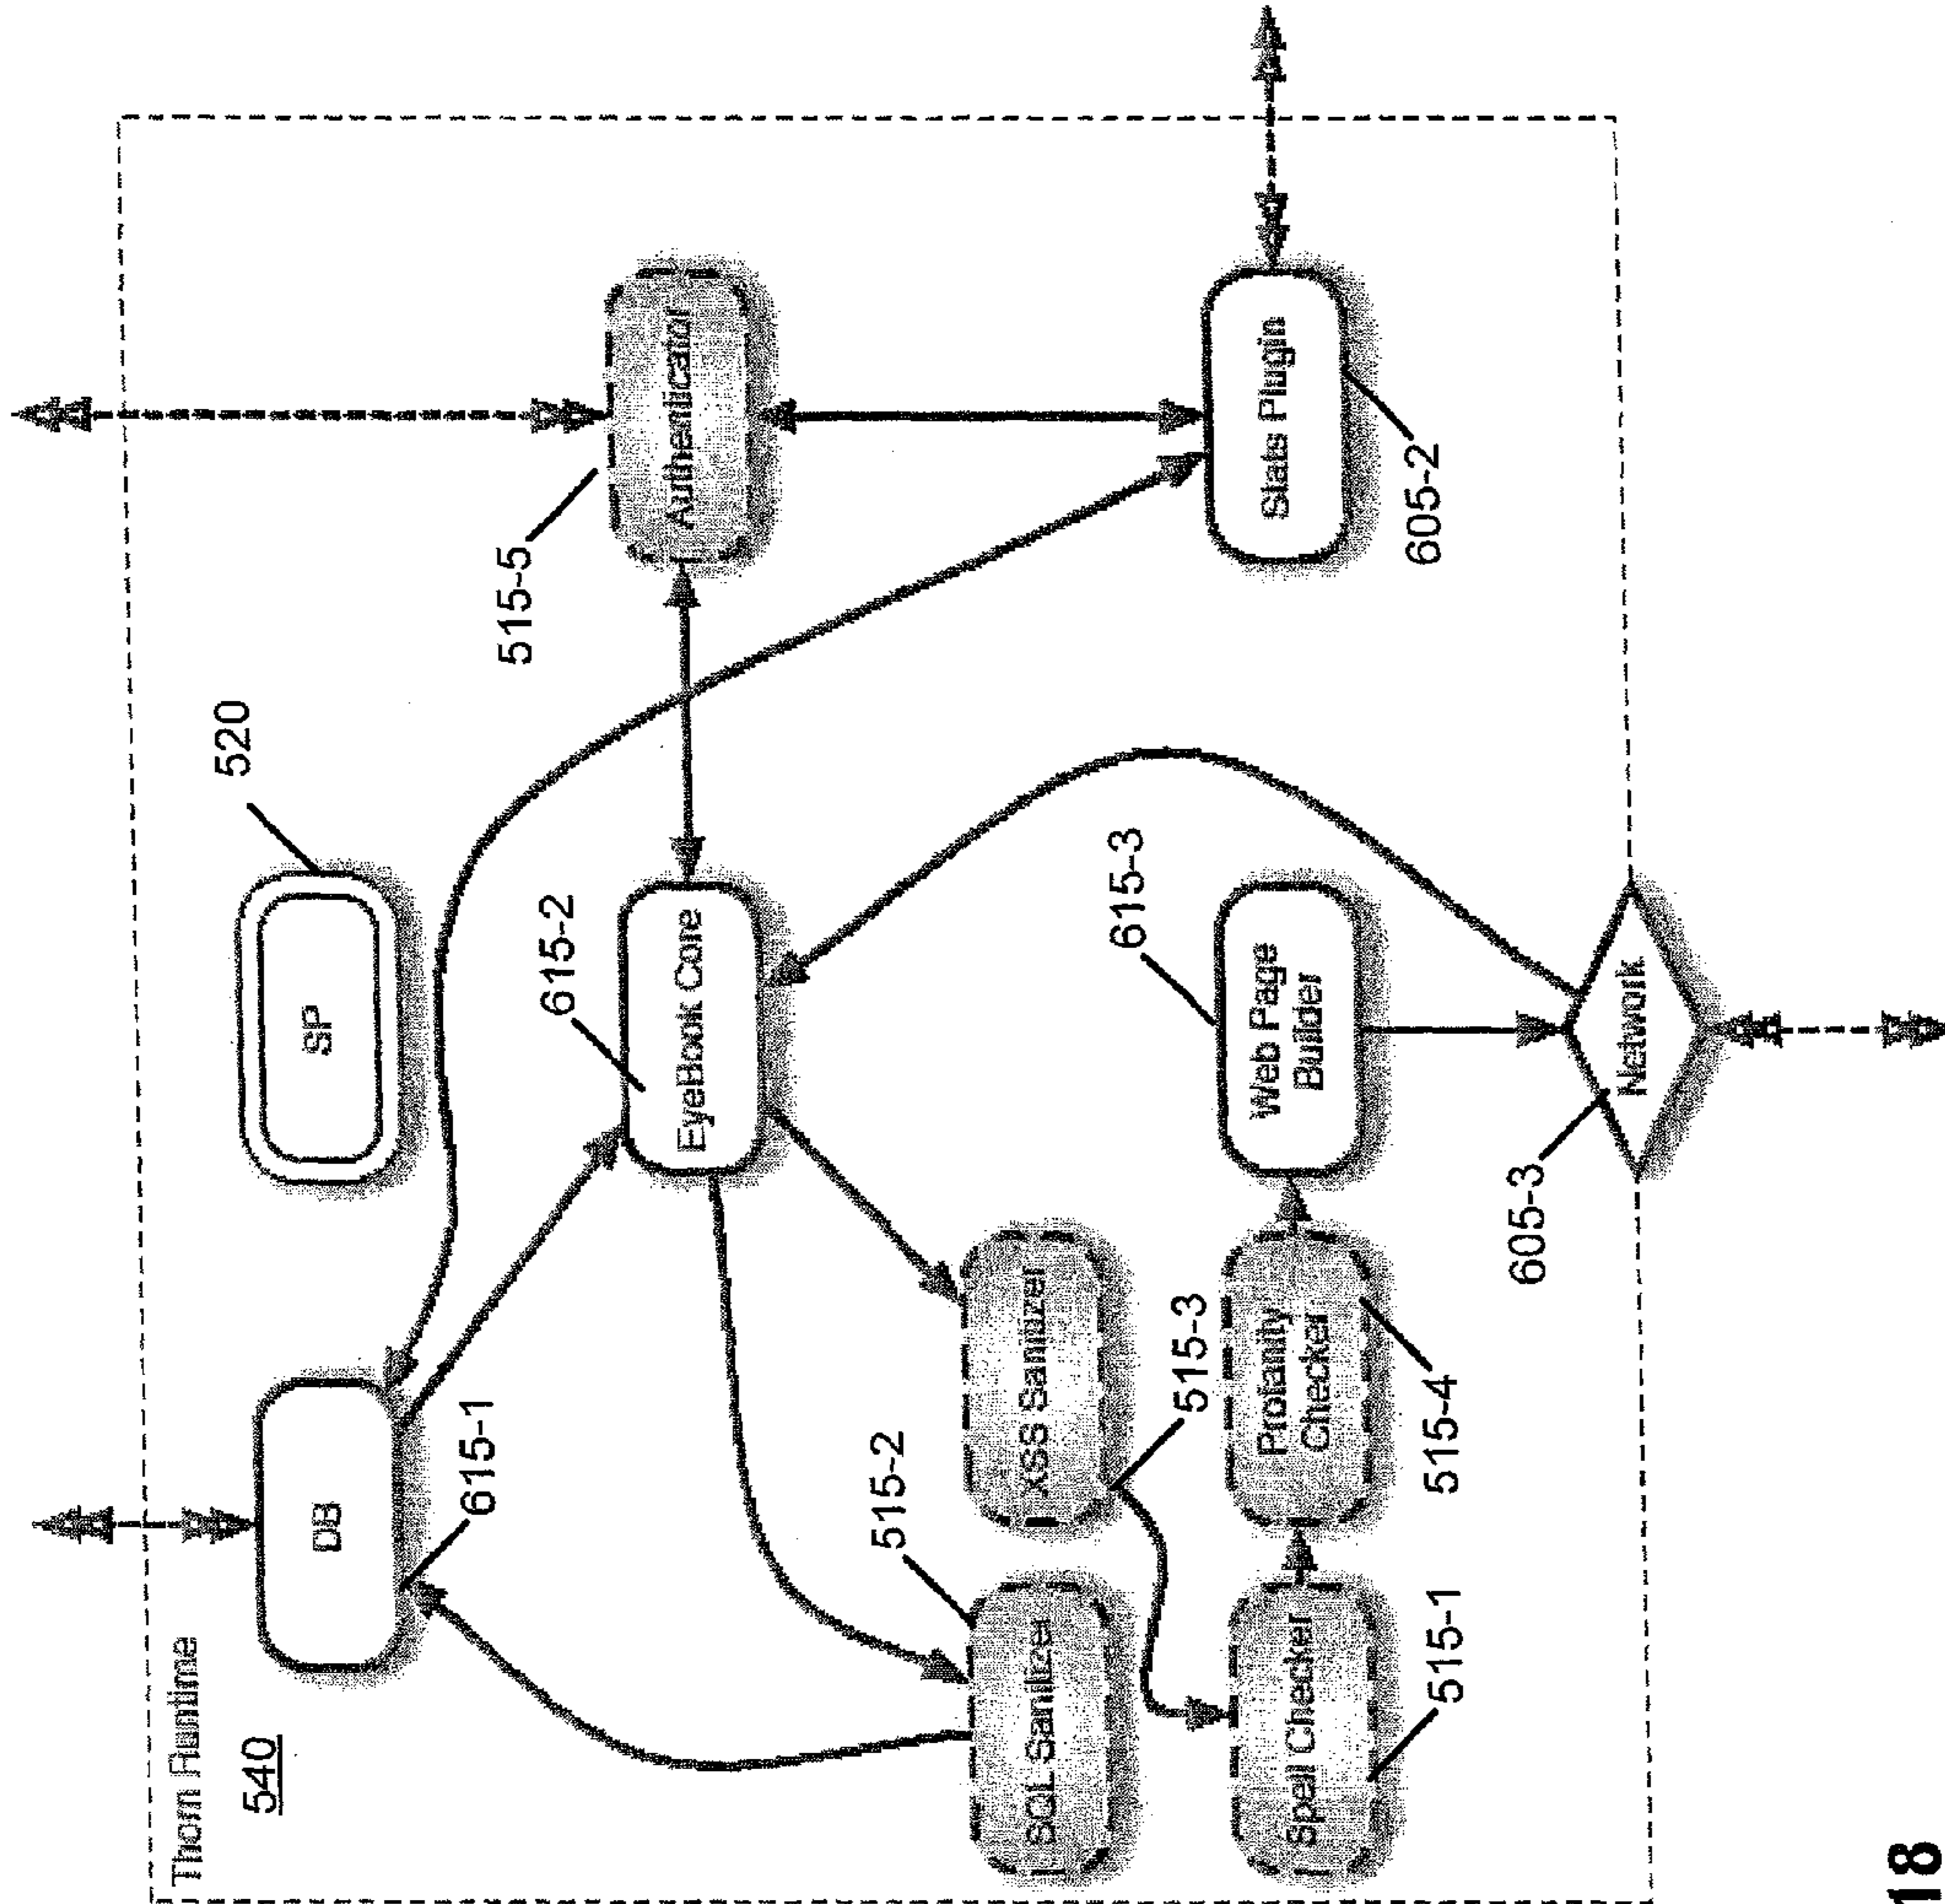 Thorn Runtime
540
520
DB
SP
615-1
615-2
515-5
EyeBook Core
Authenticator
515-2
SQL Sanitizer
XSS Sanitizer
515-3
615-3
Spell Checker
Profanity
Checker
Web Page
Builder
Stats Plugin
515-1
515-4
605-2
605-3
Network
18